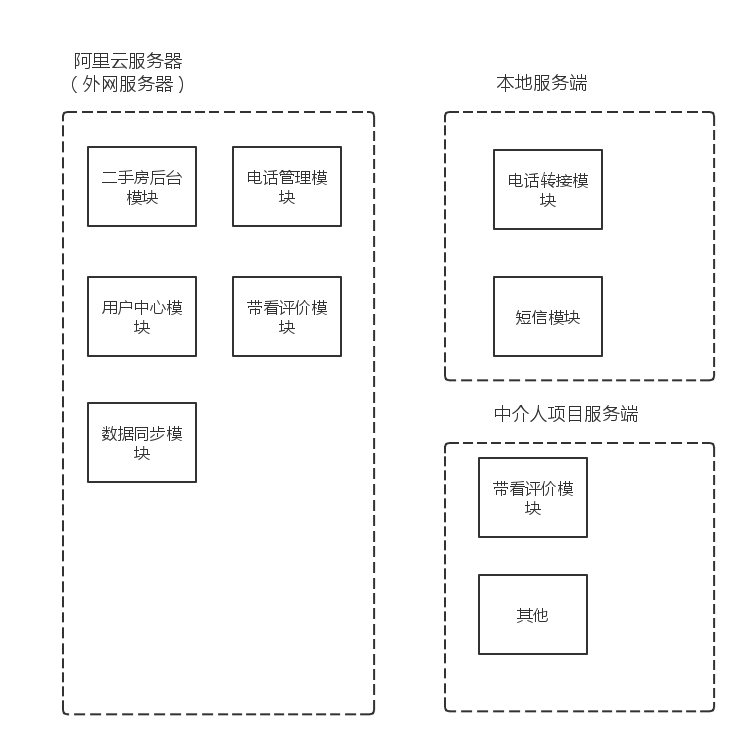 阿里云服务器
（外网服务器）
二手房后台
模块
电话管理模
块
用户中心模
块
带看评价模
块
数据同步模
块
本地服务端
电话转接模
块
短信模块
中介人项目服务端
带看评价模
块
其他